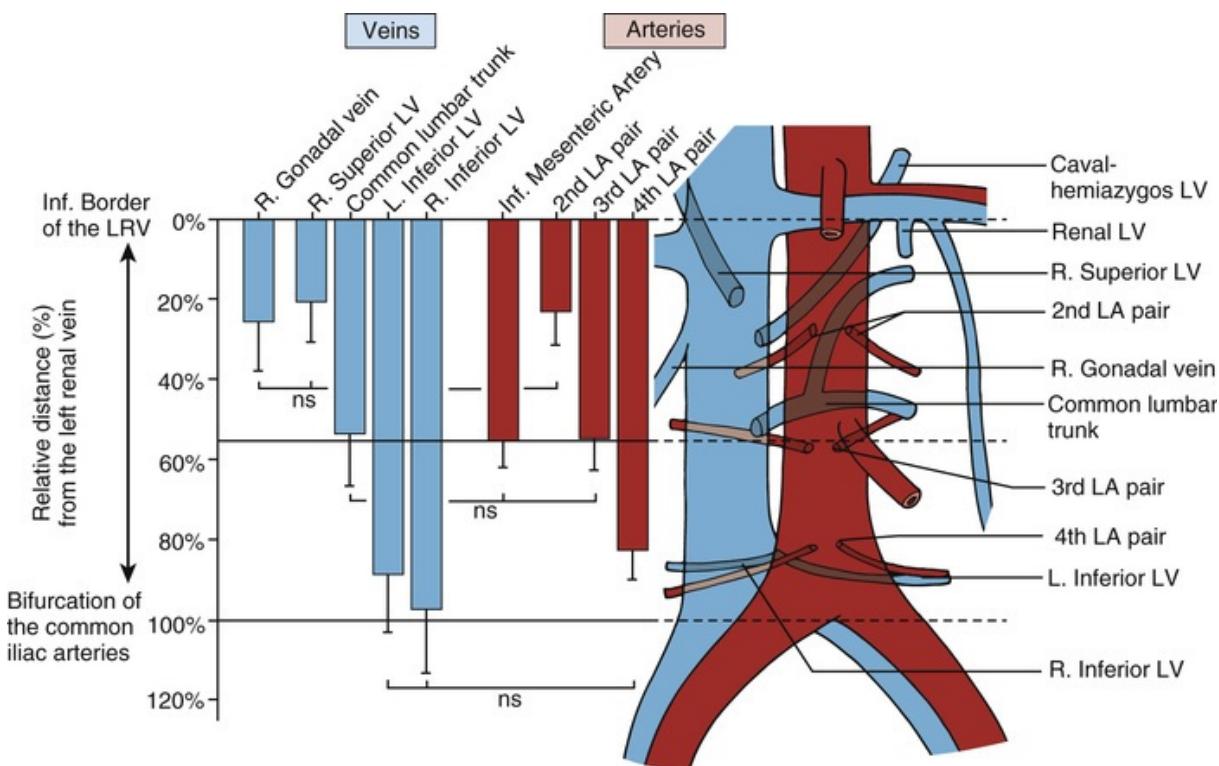 Veins
Arteries
R. Gonadal vein
R. Superior LV
Common lumbar trunk
L. Inferior LV
R. Inferior LV
Inf. Mesenteric Artery
2nd LA pair
3rd LA pair
4th LA pair
Inf. Border
of the LRV
Relative distance (%)
from the left renal vein
Bifurcation of
the common
iliac arteries
0%
20%
40%
60%
80%
100%
120%
ns
ns
ns
Caval-
hemiazygos LV
Renal LV
R. Superior LV
2nd LA pair
R. Gonadal vein
Common lumbar
trunk
3rd LA pair
4th LA pair
L. Inferior LV
R. Inferior LV